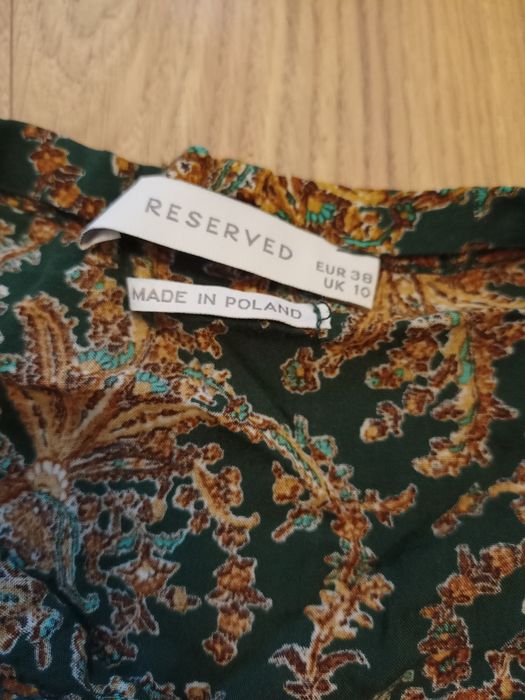 RESERVED
EUR 38
UK 10
MADE IN POLAND